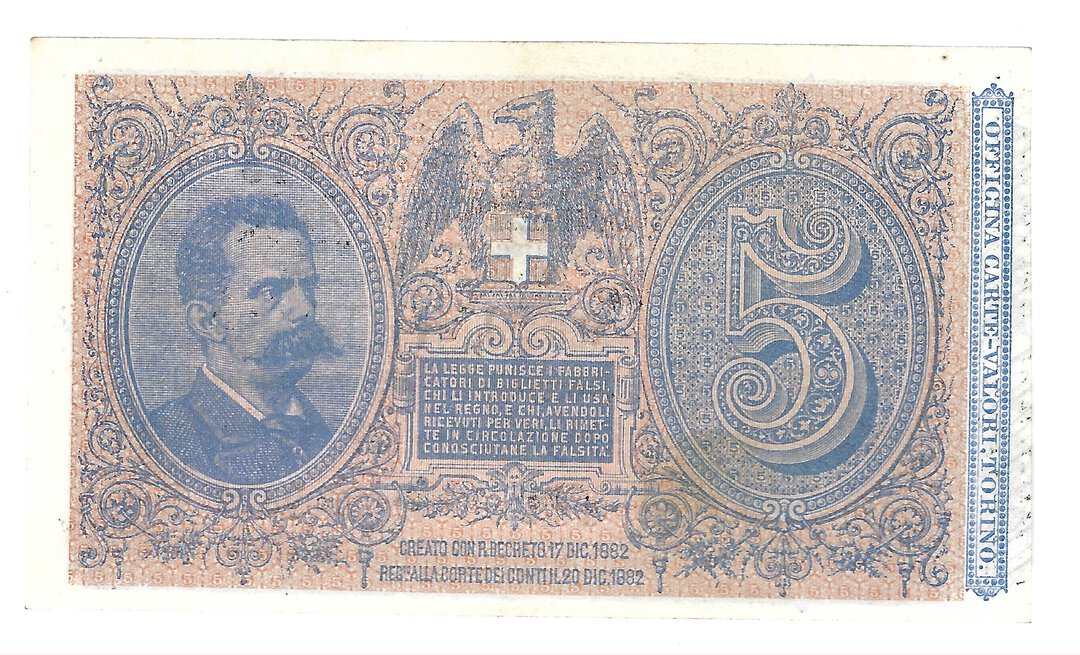 LA LEGGE PUNISCE I FABBRI-
CATORI DI BIGLIETTI FALSI,
CHI LI INTRODUCE E LI USA
NEL REGNO, E CHI, AVENDOLI
RICEVUTI PER VERI, LI RIMET-
TE IN CIRCOLAZIONE DOPO
CONOSCIUTANE LA FALSITÀ
5
CREATO CON R. DECRETO 17 DIC. 1882
REG. ALLA CORTE DEI CONTI IL 20 DIC. 1882
OFFICINA CARTE-VALORI, TORINO.